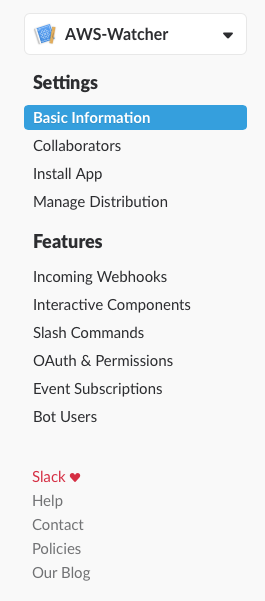 AWS-Watcher
Settings
Basic Information
Collaborators
Install App
Manage Distribution
Features
Incoming Webhooks
Interactive Components
Slash Commands
OAuth & Permissions
Event Subscriptions
Bot Users
Slack ♥
Help
Contact
Policies
Our Blog